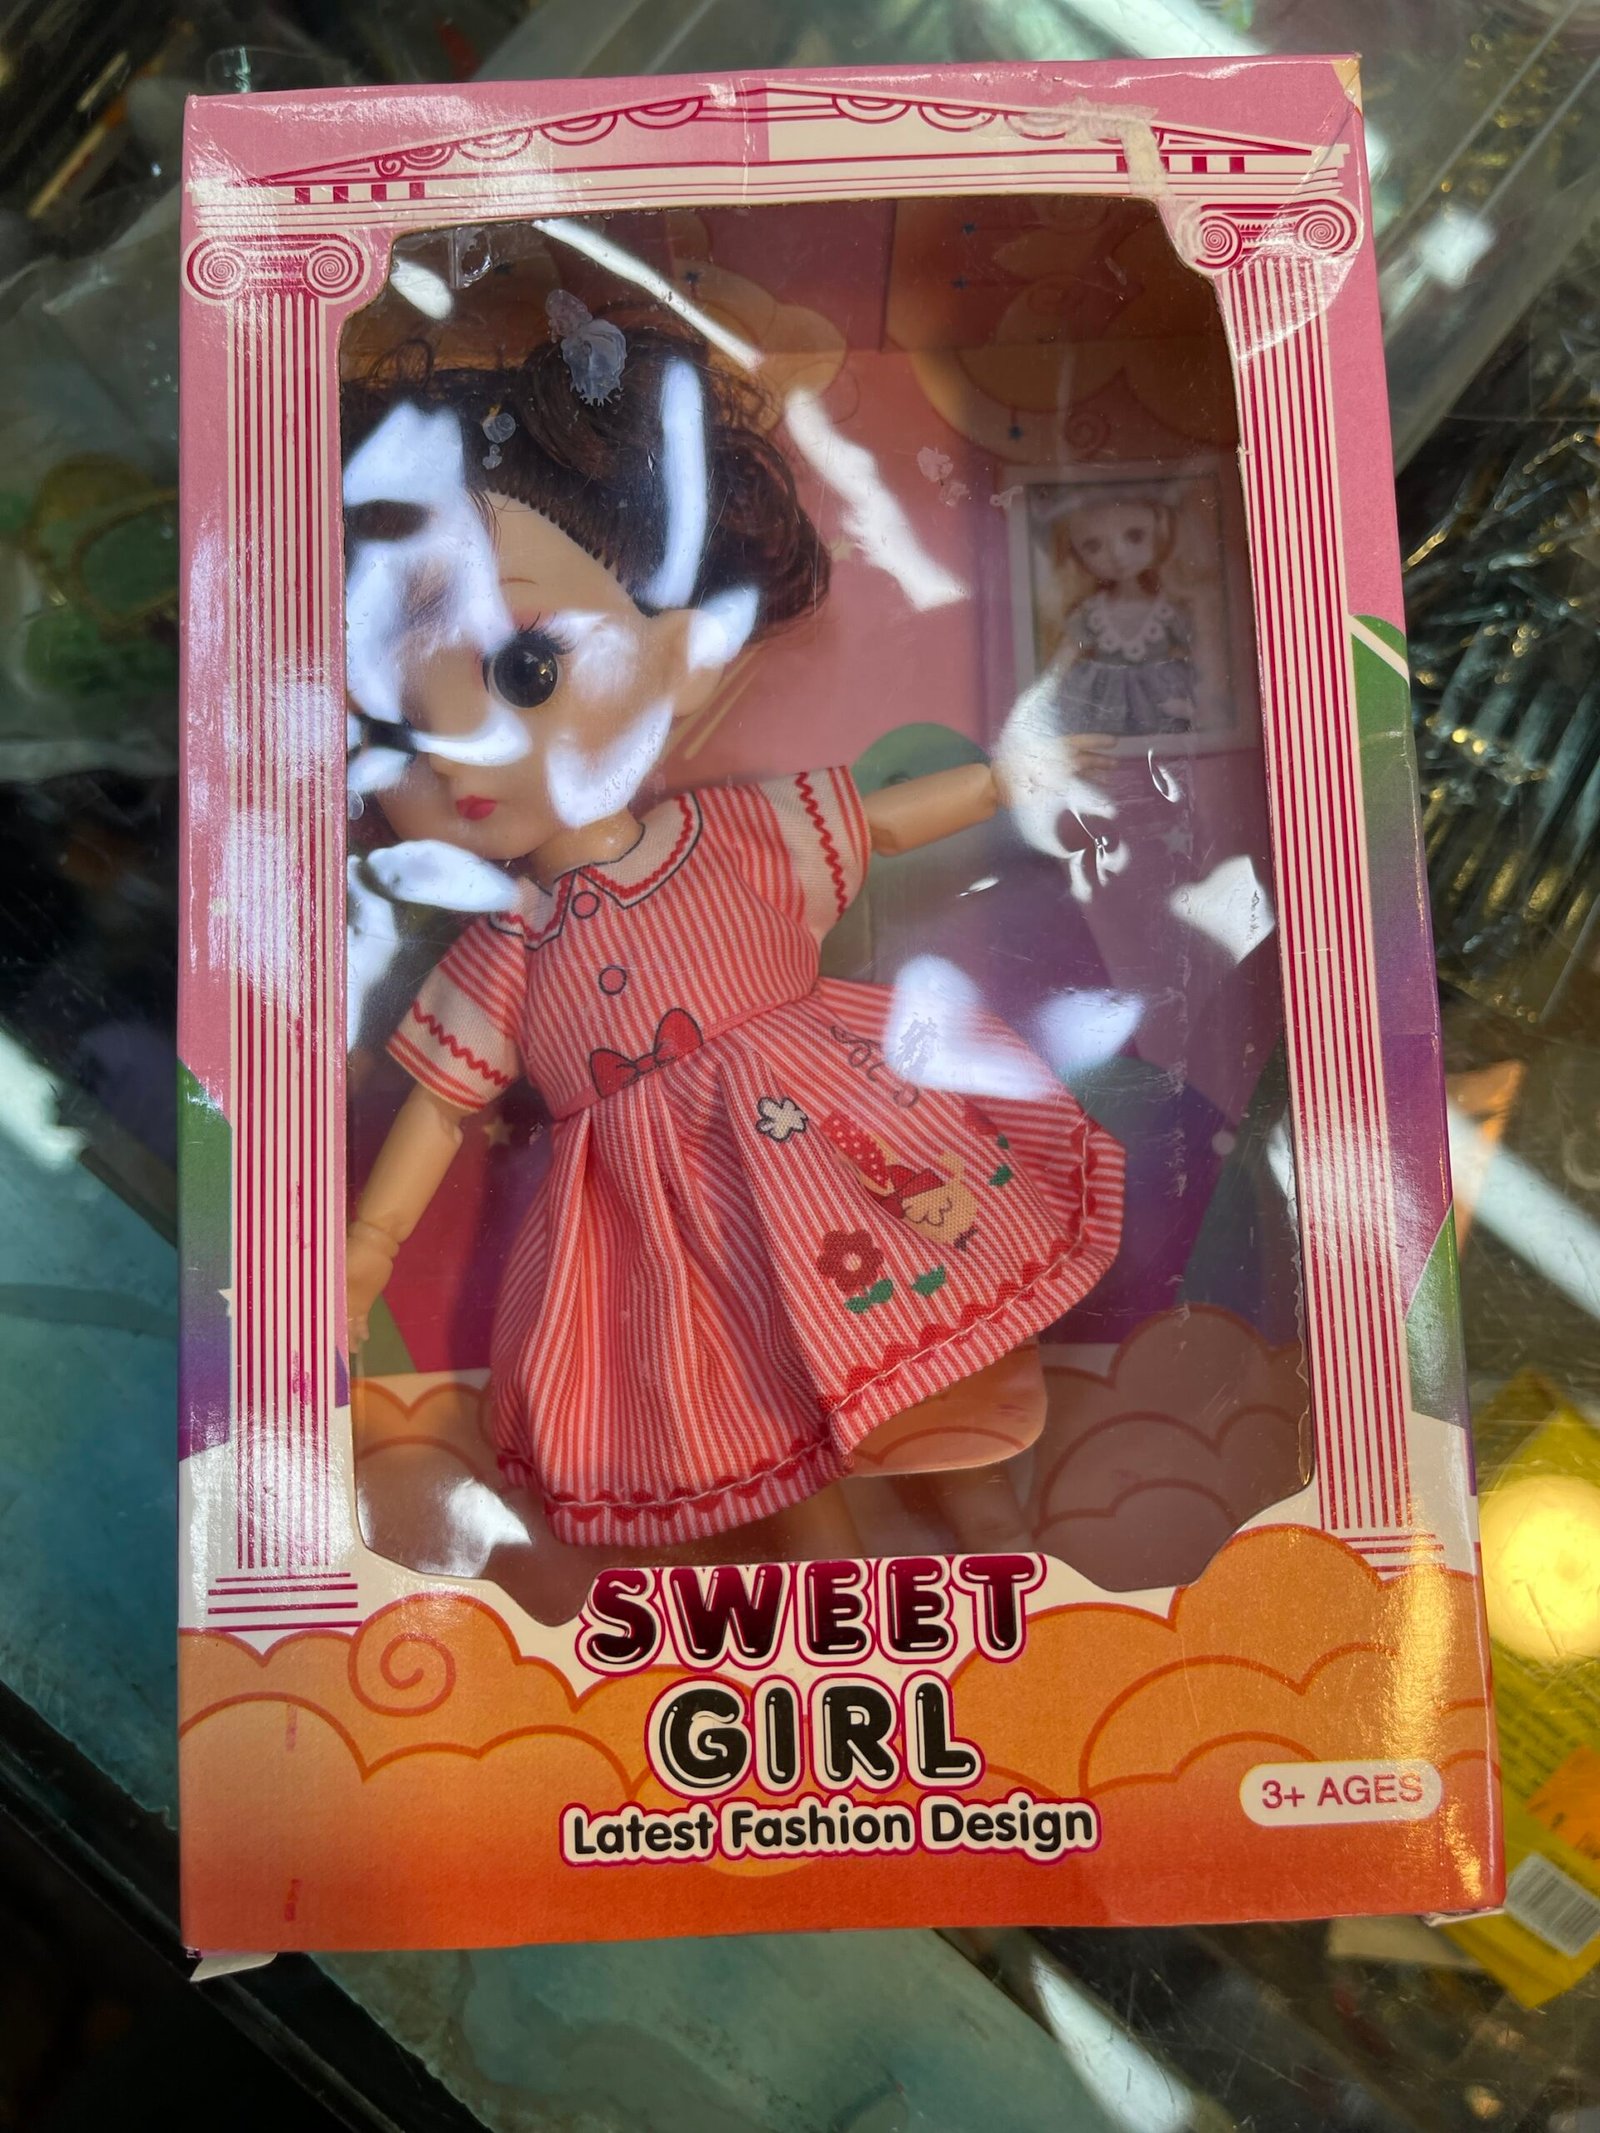 SWEET
GIRL
Latest Fashion Design
3+ AGES